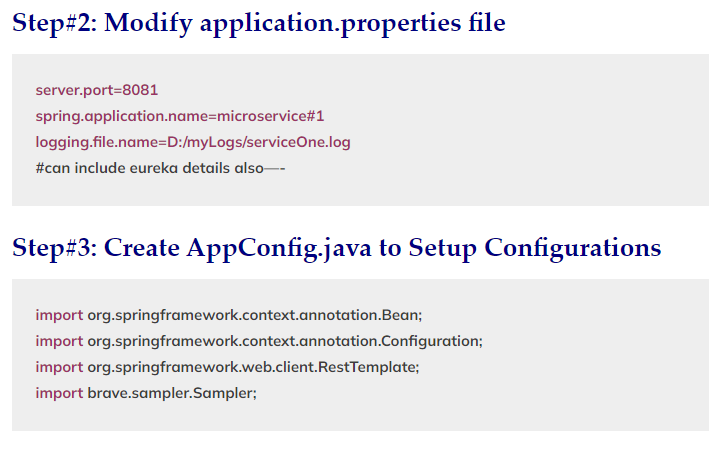 Step#2: Modify application.properties file
server.port=8081
spring.application.name=microservice#1
logging.file.name=D:/myLogs/serviceOne.log
#can include eureka details also—-
Step#3: Create AppConfig.java to Setup Configurations
import org.springframework.context.annotation.Bean;
import org.springframework.context.annotation.Configuration;
import org.springframework.web.client.RestTemplate;
import brave.sampler.Sampler;